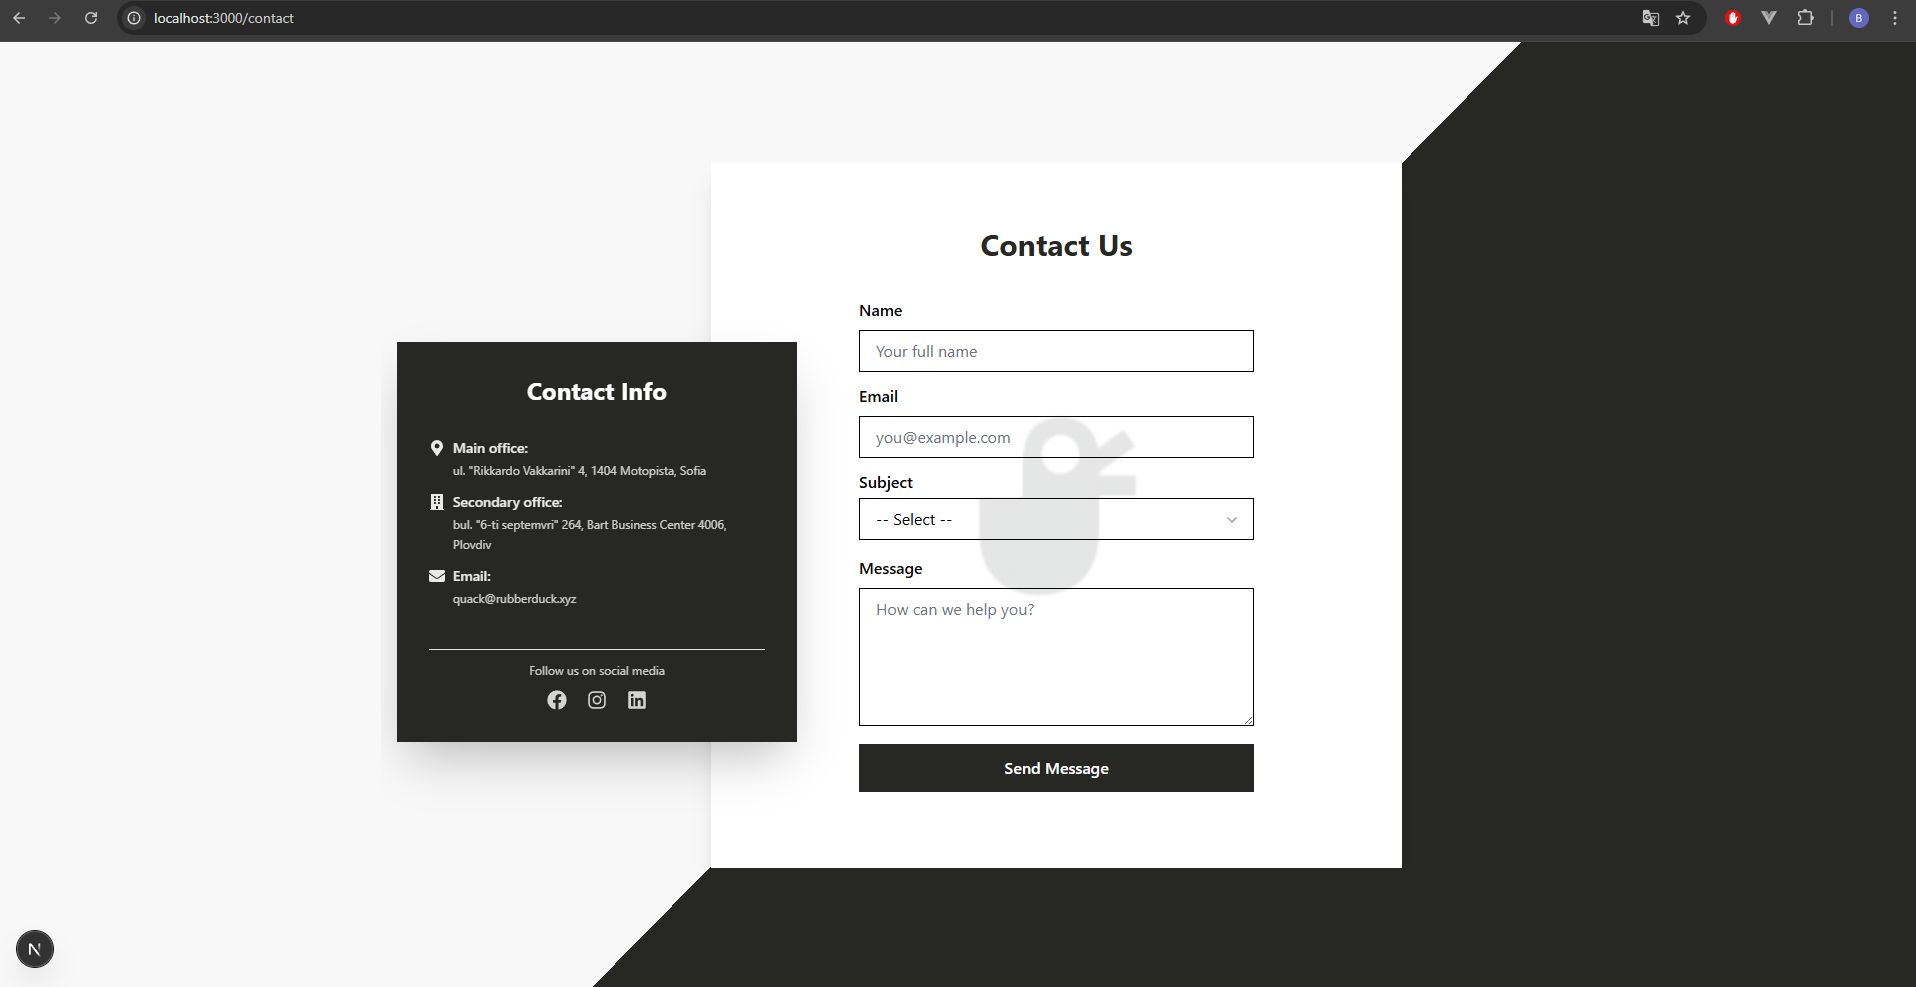 localhost:3000/contact
B
Contact Us
Name
Your full name
Email
you@example.com
Subject
-- Select --
Message
How can we help you?
Send Message
Contact Info
Main office:
ul. "Rikkardo Vakkarini" 4, 1404 Motopista, Sofia
Secondary office:
bul. "6-ti septemvri" 264, Bart Business Center 4006,
Plovdiv
Email:
quack@rubberduck.xyz
Follow us on social media
N